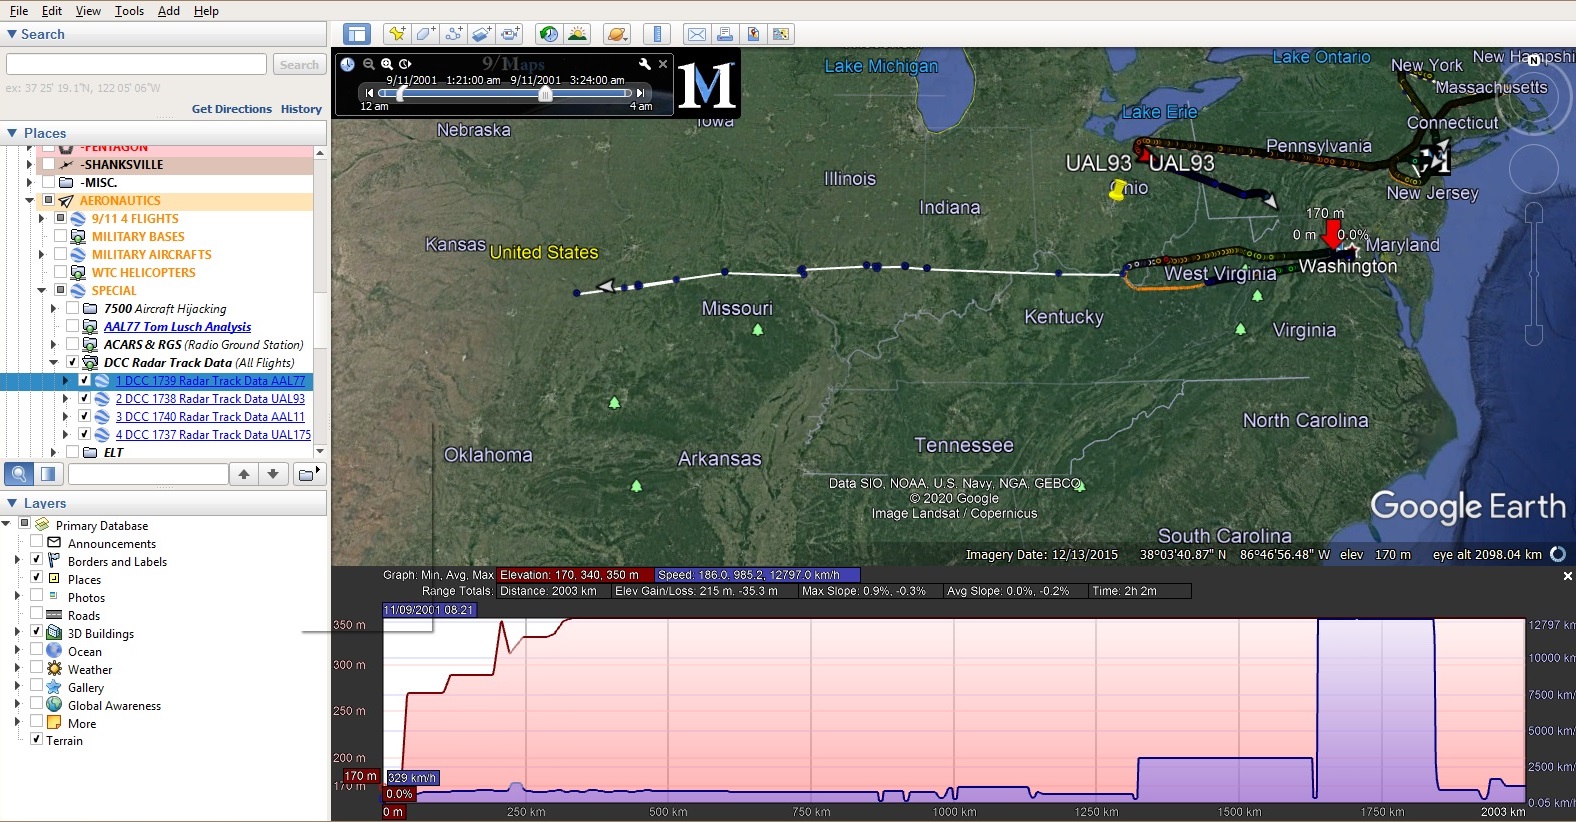 File Edit View Tools Add Help
Search
Search
ex: 37 25' 19.1"N, 122 05' 06"W
Get Directions History
Places
-PENTAGON
-SHANKSVILLE
-MISC.
AERONAUTICS
9/11 4 FLIGHTS
MILITARY BASES
MILITARY AIRCRAFTS
WTC HELICOPTERS
SPECIAL
7500 Aircraft Hijacking
AAL77 Tom Lusch Analysis
ACARS & RGS (Radio Ground Station)
DCC Radar Track Data (All Flights)
1 DCC 1739 Radar Track Data AAL77
2 DCC 1738 Radar Track Data UAL93
3 DCC 1740 Radar Track Data AAL11
4 DCC 1737 Radar Track Data UAL175
ELT
Layers
Primary Database
Announcements
Borders and Labels
Places
Photos
Roads
3D Buildings
Ocean
Weather
Gallery
Global Awareness
More
Terrain
9/11 Maps
9/11/2001 1:21:00 am 9/11/2001 3:24:00 am
12 am 4 am
1M
N
Lake Michigan
Lake Ontario
New Hampshi
New York
Massachusetts
Lake Erie
Connecticut
Nebraska
Iowa
Pennsylvania
UAL93 UAL93
Illinois
Ohio
New Jersey
Indiana
170 m
0 m 0.0%
Kansas
United States
Maryland
West Virginia
Washington
Missouri
Kentucky
Virginia
North Carolina
Tennessee
Oklahoma
Arkansas
South Carolina
Data SIO, NOAA, U.S. Navy, NGA, GEBCO
© 2020 Google
Image Landsat / Copernicus
Google Earth
Imagery Date: 12/13/2015 38°03'40.87" N 86°46'56.48" W elev 170 m eye alt 2098.04 km
Graph: Min, Avg, Max Elevation: 170, 340, 350 m Speed: 186.0, 985.2, 12797.0 km/h
Range Totals: Distance: 2003 km Elev Gain/Loss: 215 m, -35.3 m Max Slope: 0.9%, -0.3% Avg Slope: 0.0%, -0.2% Time: 2h 2m
11/09/2001 08.21
350 m
300 m
250 m
200 m
170 m
170 m
329 km/h
0.0%
0 m
250 km
500 km
750 km
1000 km
1250 km
1500 km
1750 km
2003 km
12797 km
10000 km/
7500 km/
5000 km/
2500 km/
0.05 km/